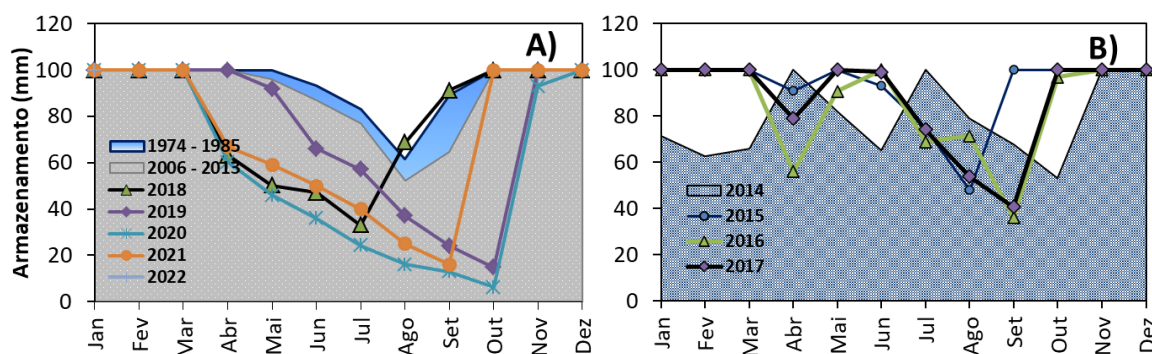 A)
Armazenamento (mm)
120
100
80
60
40
20
0
1974 - 1985
2006 - 2013
2018
2019
2020
2021
2022
Jan
Fev
Mar
Abr
Mai
Jun
Jul
Ago
Set
Out
Nov
Dez
B)
120
100
80
60
40
20
0
2014
2015
2016
2017
Jan
Fev
Mar
Abr
Mai
Jun
Jul
Ago
Set
Out
Nov
Dez